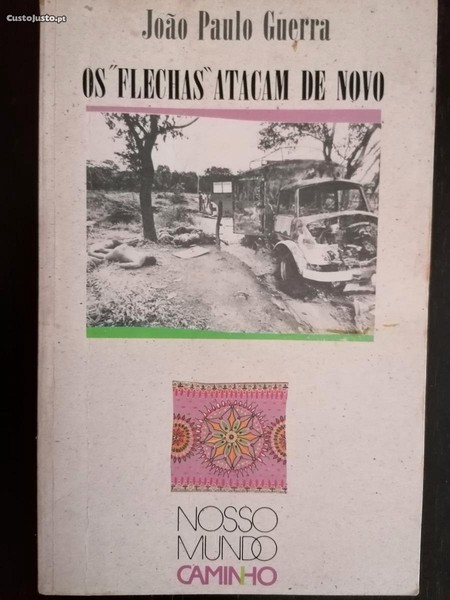 CustoJusto.pt
João Paulo Guerra
OS "FLECHAS" ATACAM DE NOVO
NOSSO
MUNDO
CAMINHO